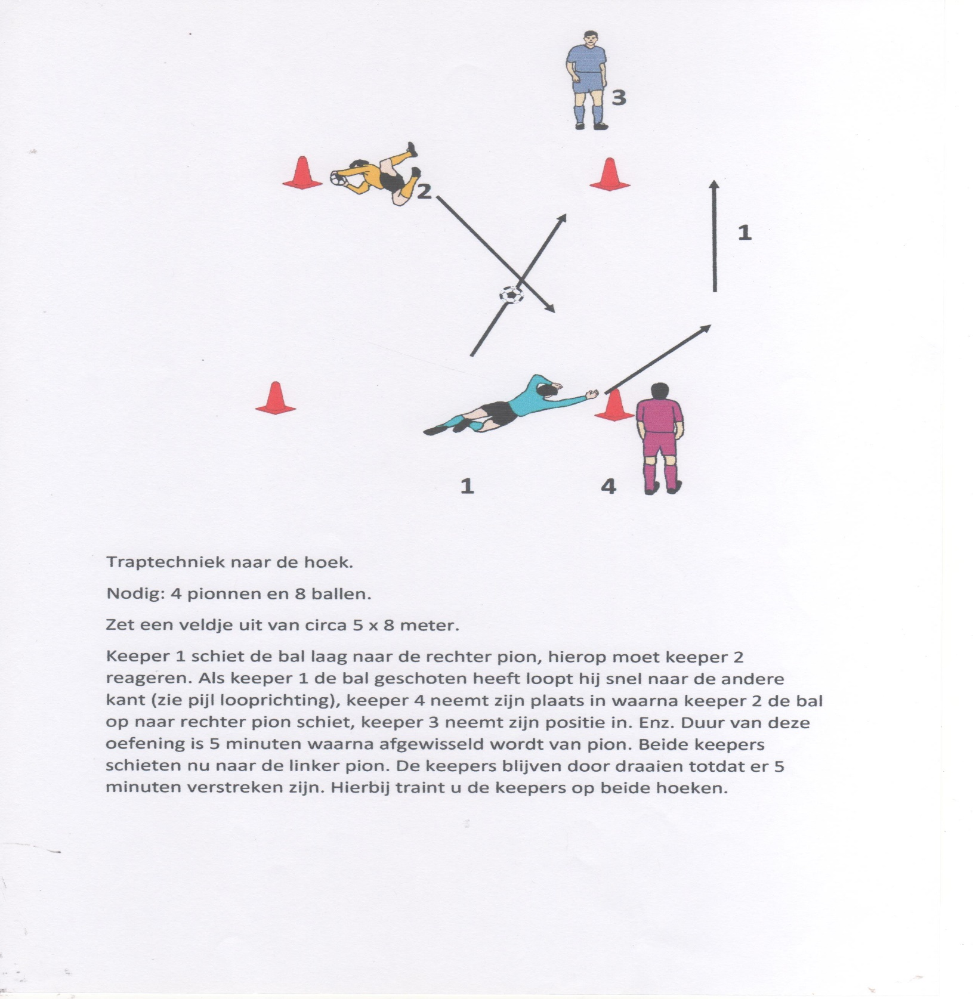 3
2
1
1
4
Traptechniek naar de hoek.
Nodig: 4 pionnen en 8 ballen.
Zet een veldje uit van circa 5 x 8 meter.
Keeper 1 schiet de bal laag naar de rechter pion, hierop moet keeper 2
reageren. Als keeper 1 de bal geschoten heeft loopt hij snel naar de andere
kant (zie pijl looprichting), keeper 4 neemt zijn plaats in waarna keeper 2 de bal
op naar rechter pion schiet, keeper 3 neemt zijn positie in. Enz. Duur van deze
oefening is 5 minuten waarna afgewisseld wordt van pion. Beide keepers
schieten nu naar de linker pion. De keepers blijven door draaien totdat er 5
minuten verstreken zijn. Hierbij traint u de keepers op beide hoeken.